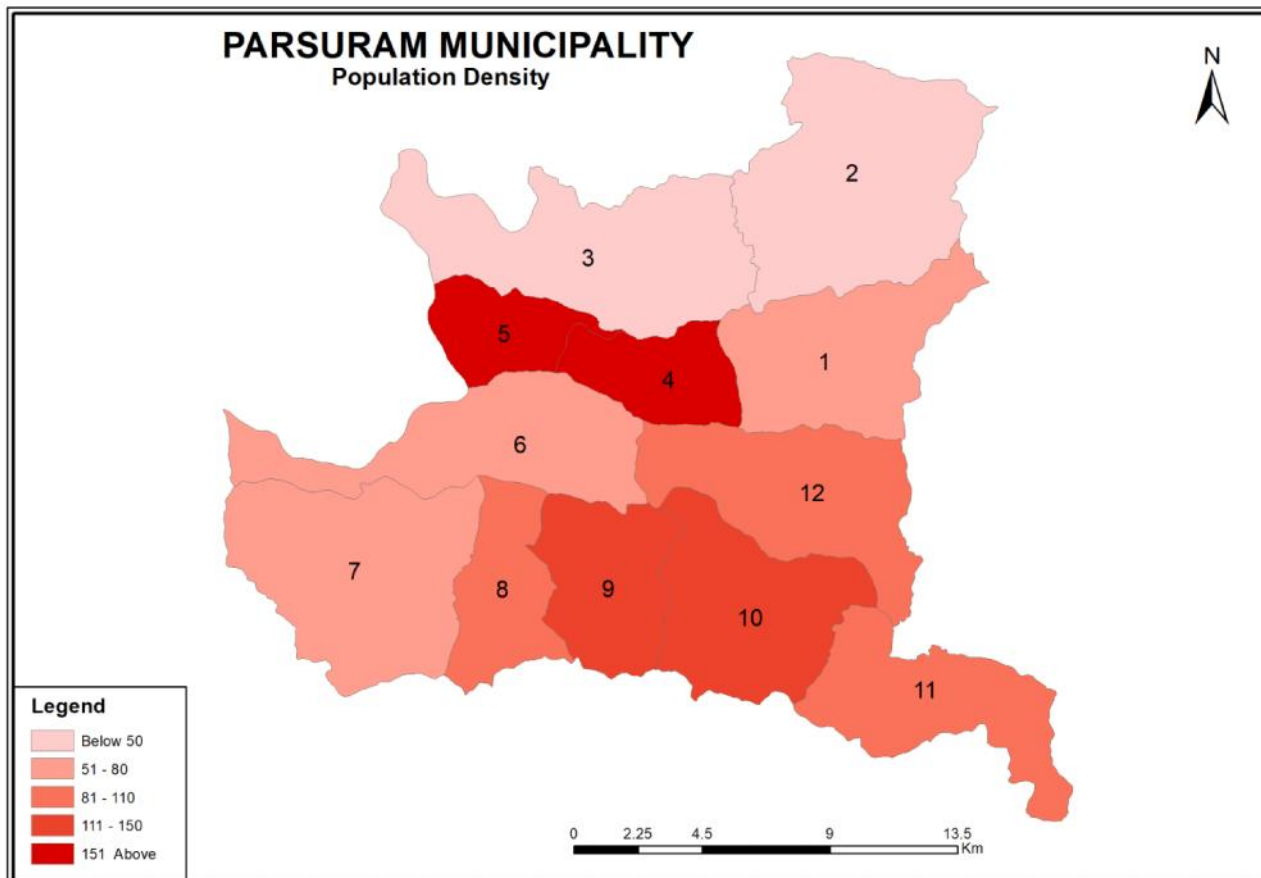 PARSURAM MUNICIPALITY
Population Density
N
2
3
5
4
1
6
12
7
8
9
10
11
Legend
Below 50
51 - 80
81 - 110
111 - 150
151 Above
0 2.25 4.5 9 13.5
Km